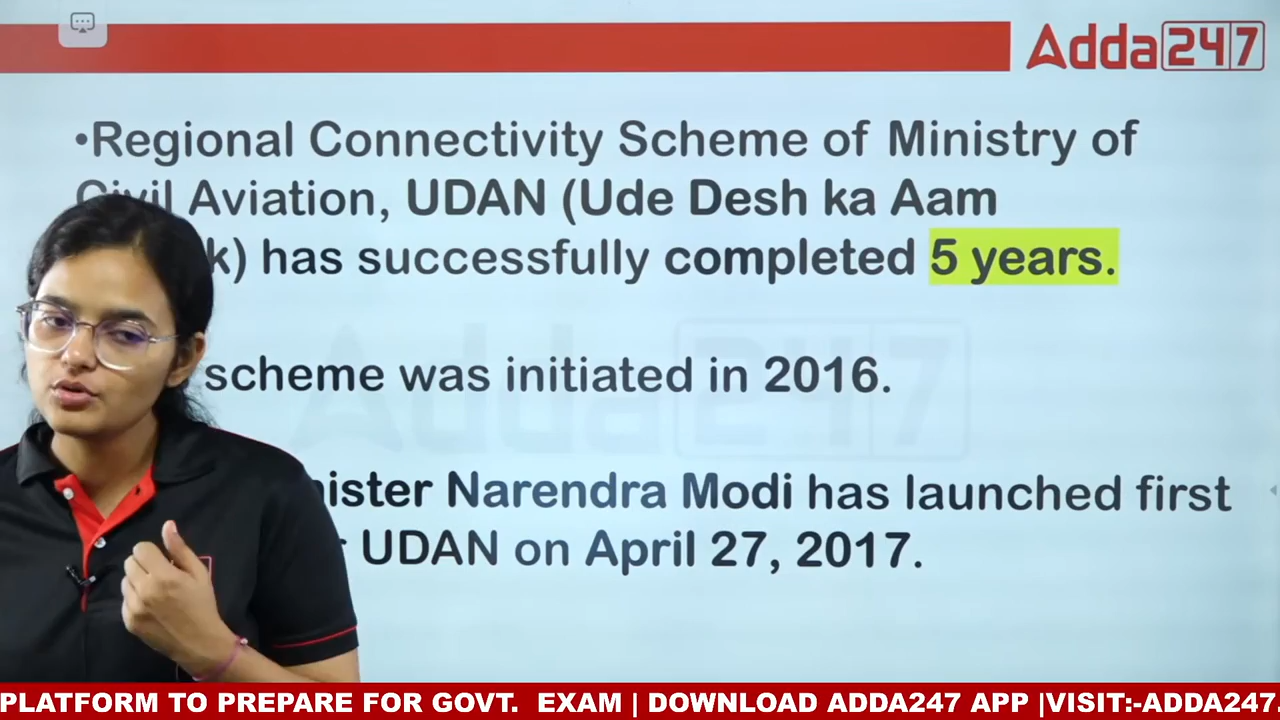 Adda247
•Regional Connectivity Scheme of Ministry of
Civil Aviation, UDAN (Ude Desh ka Aam
k) has successfully completed 5 years.
scheme was initiated in 2016.
nister Narendra Modi has launched first
UDAN on April 27, 2017.
PLATFORM TO PREPARE FOR GOVT. EXAM | DOWNLOAD ADDA247 APP |VISIT:-ADDA247.